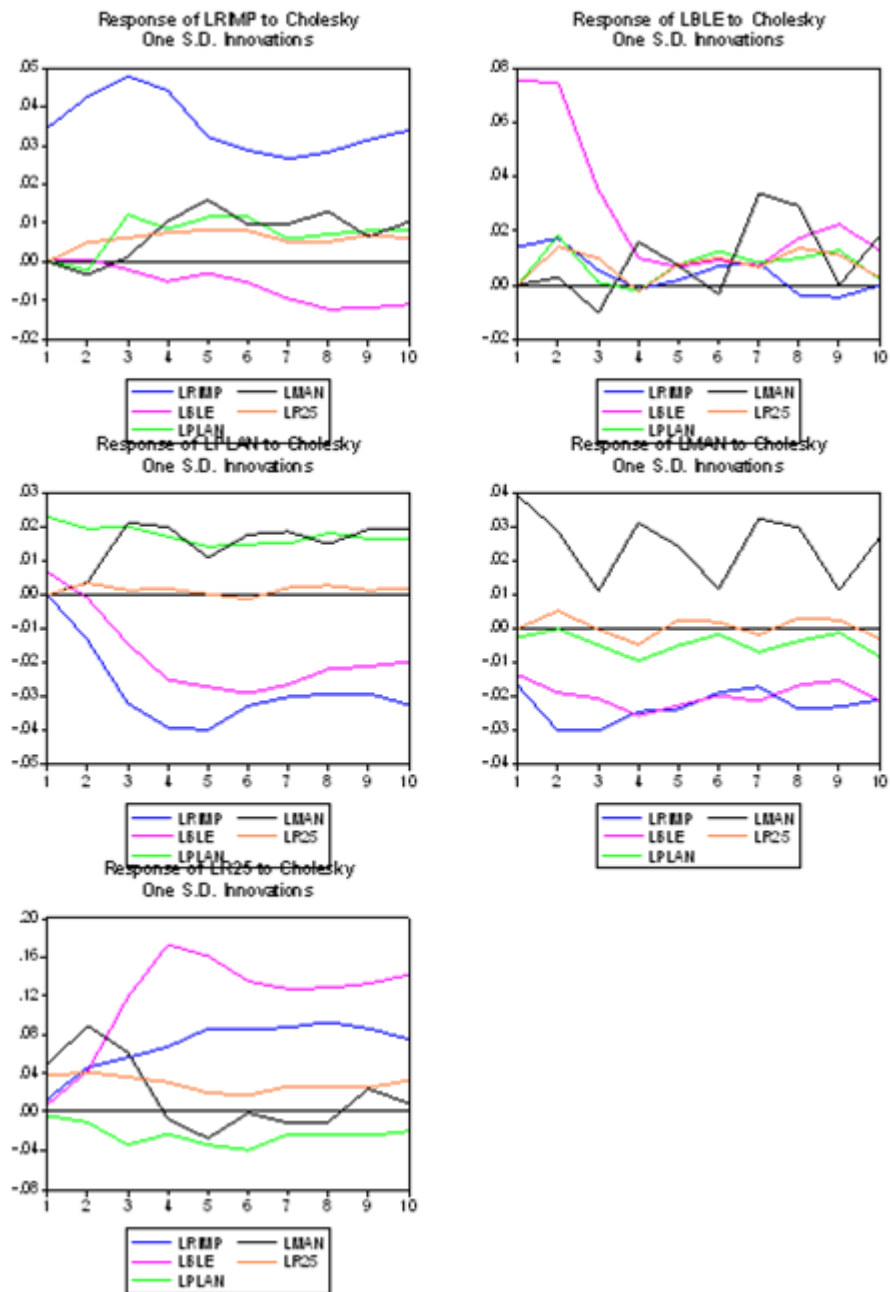 Response of LRIMP to Cholesky
One S.D. Innovations
.05
.04
.03
.02
.01
.00
-.01
-.02
1 2 3 4 5 6 7 8 9 10
LRIMP LMAN
LBLE LR25
LPLAN
Response of LBLE to Cholesky
One S.D. Innovations
.08
.06
.04
.02
.00
-.02
1 2 3 4 5 6 7 8 9 10
LRIMP LMAN
LBLE LR25
LPLAN
Response of LPLAN to Cholesky
One S.D. Innovations
.03
.02
.01
.00
-.01
-.02
-.03
-.04
-.05
1 2 3 4 5 6 7 8 9 10
LRIMP LMAN
LBLE LR25
LPLAN
Response of LMAN to Cholesky
One S.D. Innovations
.04
.03
.02
.01
.00
-.01
-.02
-.03
-.04
1 2 3 4 5 6 7 8 9 10
LRIMP LMAN
LBLE LR25
LPLAN
Response of LR25 to Cholesky
One S.D. Innovations
.20
.16
.12
.08
.04
.00
-.04
-.08
1 2 3 4 5 6 7 8 9 10
LRIMP LMAN
LBLE LR25
LPLAN